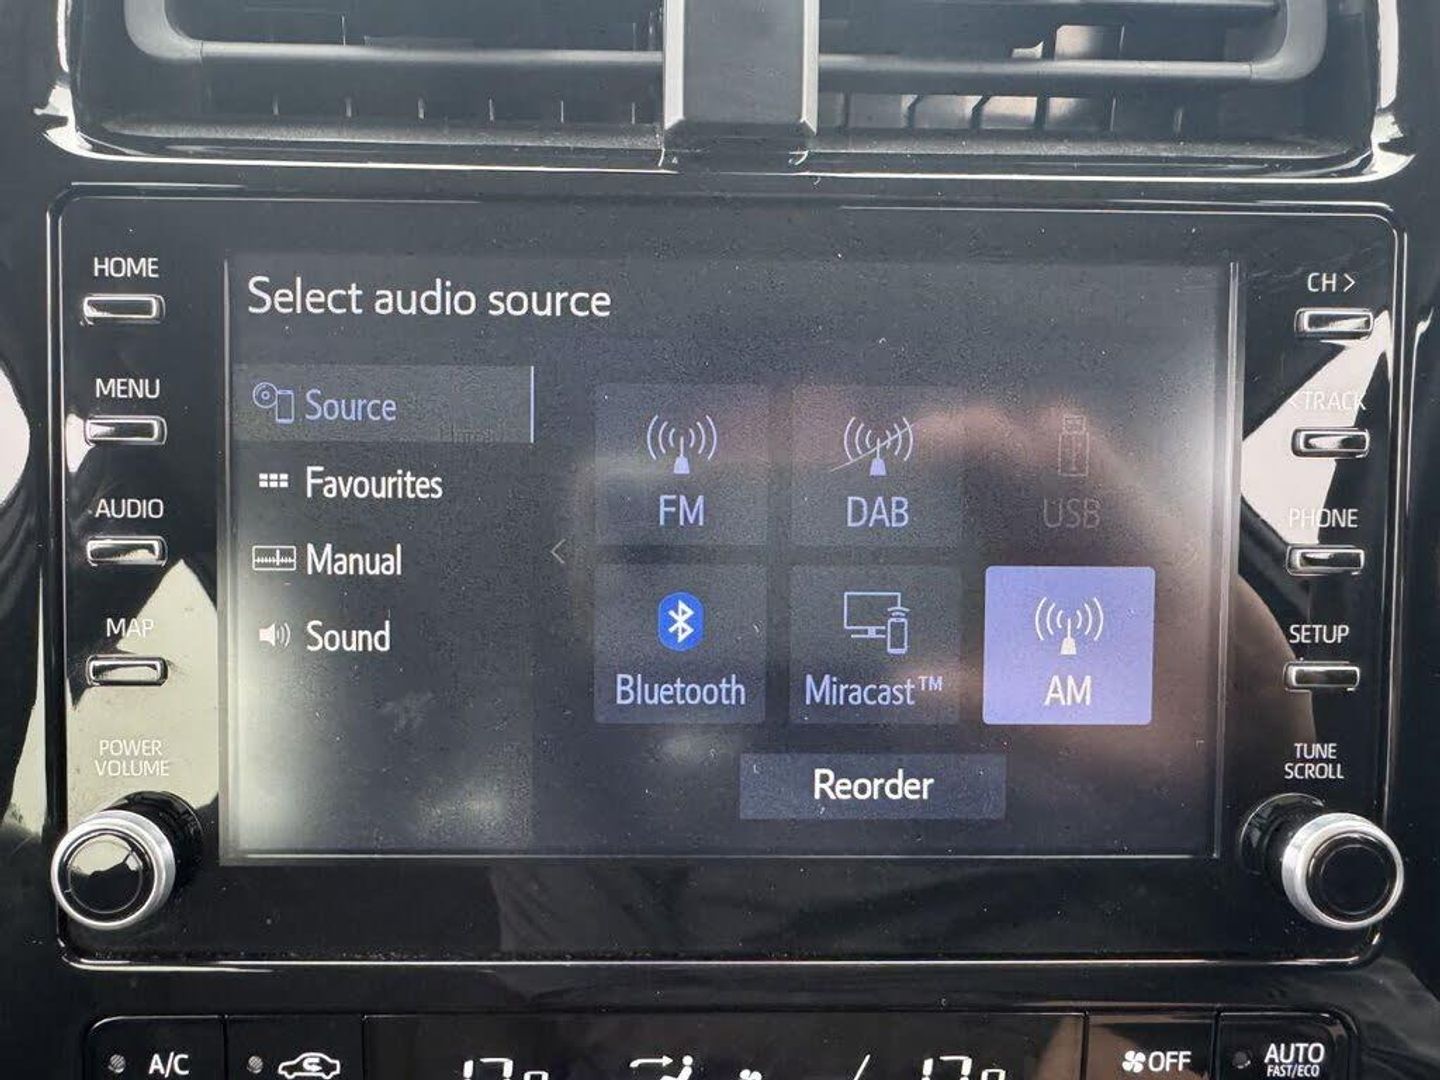 HOME
MENU
AUDIO
MAP
POWER
VOLUME
Select audio source
Source
Favourites
Manual
Sound
FM
DAB
USB
Bluetooth
Miracast™
AM
Reorder
CH >
<TRACK
PHONE
SETUP
TUNE
SCROLL
A/C
OFF
AUTO
FAST/ECO